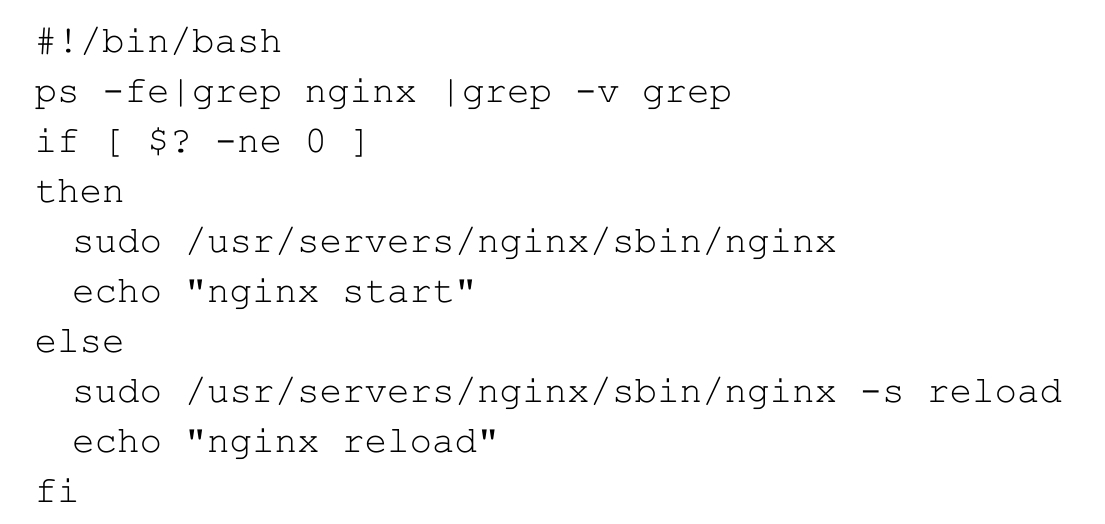 #!/bin/bash
ps -fe|grep nginx |grep -v grep
if [ $? -ne 0 ]
then
  sudo /usr/servers/nginx/sbin/nginx
  echo "nginx start"
else
  sudo /usr/servers/nginx/sbin/nginx -s reload
  echo "nginx reload"
fi